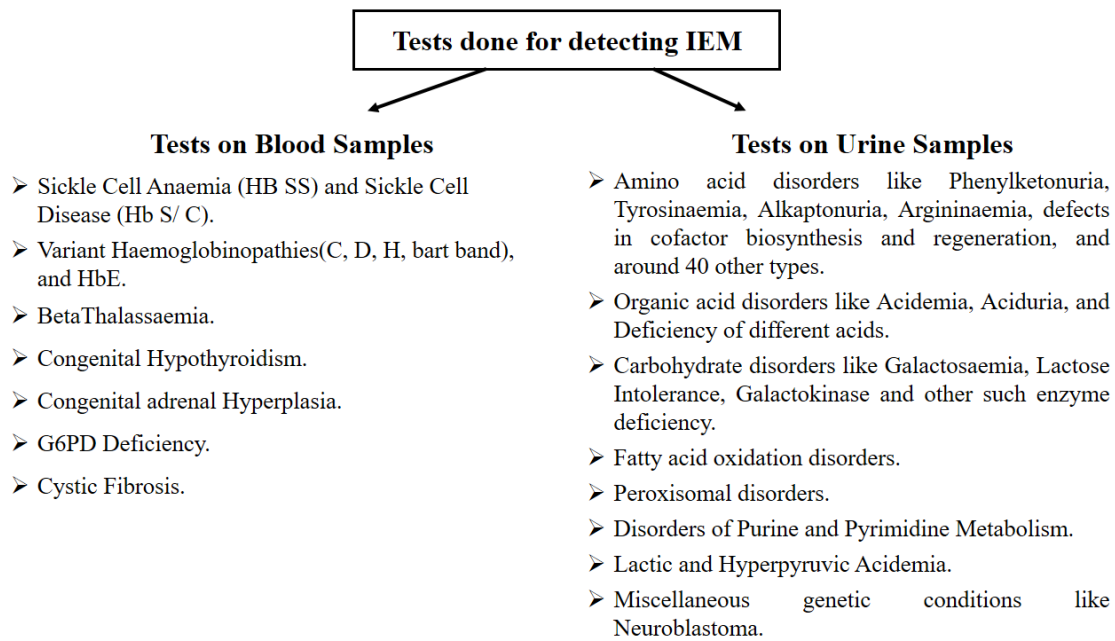 Tests done for detecting IEM
Tests on Blood Samples
➢ Sickle Cell Anaemia (HB SS) and Sickle Cell
Disease (Hb S/ C).
➢ Variant Haemoglobinopathies(C, D, H, bart band),
and HbE.
➢ BetaThalassaemia.
➢ Congenital Hypothyroidism.
➢ Congenital adrenal Hyperplasia.
➢ G6PD Deficiency.
➢ Cystic Fibrosis.
Tests on Urine Samples
➢ Amino acid disorders like Phenylketonuria,
Tyrosinaemia, Alkaptonuria, Argininaemia, defects
in cofactor biosynthesis and regeneration, and
around 40 other types.
➢ Organic acid disorders like Acidemia, Aciduria, and
Deficiency of different acids.
➢ Carbohydrate disorders like Galactosaemia, Lactose
Intolerance, Galactokinase and other such enzyme
deficiency.
➢ Fatty acid oxidation disorders.
➢ Peroxisomal disorders.
➢ Disorders of Purine and Pyrimidine Metabolism.
➢ Lactic and Hyperpyruvic Acidemia.
➢ Miscellaneous genetic conditions like
Neuroblastoma.